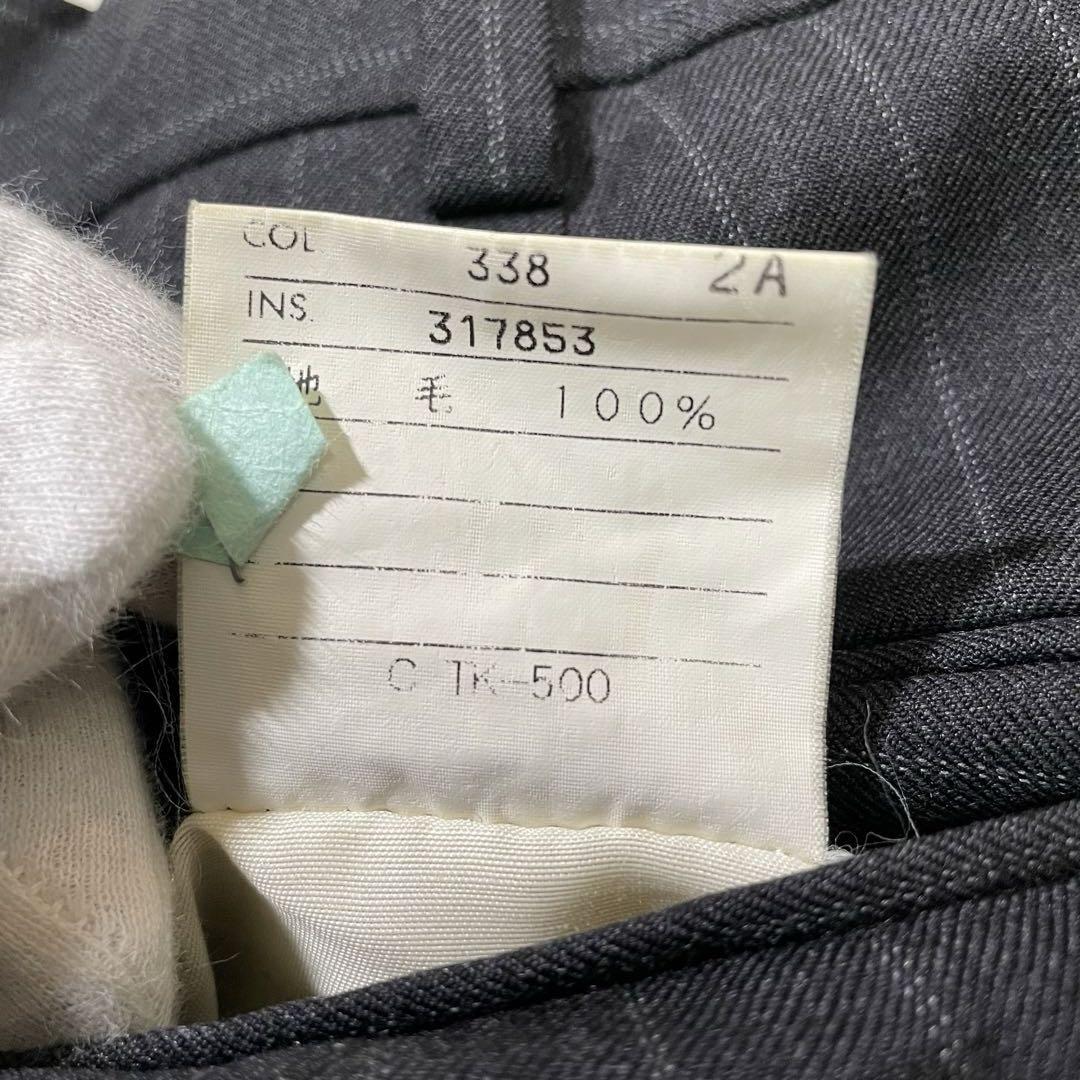 COL 338 2A
INS. 317853
地 毛 100%
C TK-500